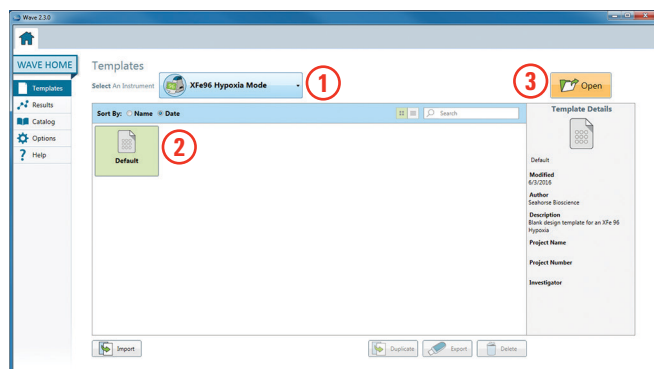 Wave 2.3.0
WAVE HOME
Templates
Results
Catalog
Options
Help
Templates
Select An Instrument
XFe96 Hypoxia Mode
1
3
Open
Sort By: Name Date
Search
Default
2
Template Details
Default
Modified
6/3/2016
Author
Seahorse Bioscience
Description
Blank design template for an XFe 96
Hypoxia
Project Name
Project Number
Investigator
Import
Duplicate
Export
Delete